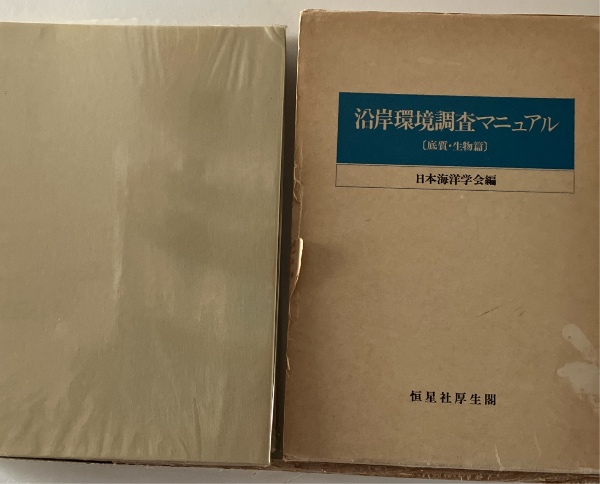 沿岸環境調査マニュアル
〔底質・生物篇〕
日本海洋学会編
恒星社厚生閣